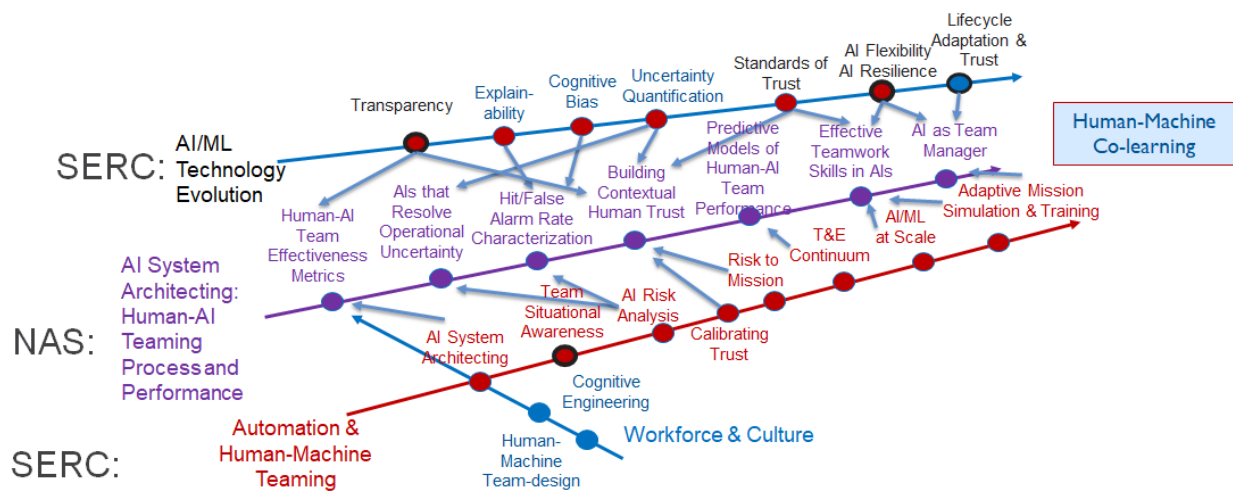 Lifecycle
Adaptation &
Trust
AI Flexibility
AI Resilience
Standards of
Trust
Uncertainty
Quantification
Cognitive
Bias
Explain-
ability
Transparency
Human-Machine
Co-learning
SERC:
AI/ML
Technology
Evolution
Human-AI
Team
Effectiveness
Metrics
AIs that
Resolve
Operational
Uncertainty
Hit/False
Alarm Rate
Characterization
Building
Contextual
Human Trust
Predictive
Models of
Human-AI
Team
Performance
Effective
Teamwork
Skills in AIs
AI as Team
Manager
NAS:
AI System
Architecting:
Human-AI
Teaming
Process and
Performance
AI System
Architecting
Team
Situational
Awareness
AI Risk
Analysis
Calibrating
Trust
Risk to
Mission
T&E
Continuum
AI/ML
at Scale
Adaptive Mission
Simulation & Training
SERC:
Automation &
Human-Machine
Teaming
Cognitive
Engineering
Human-
Machine
Team-design
Workforce & Culture